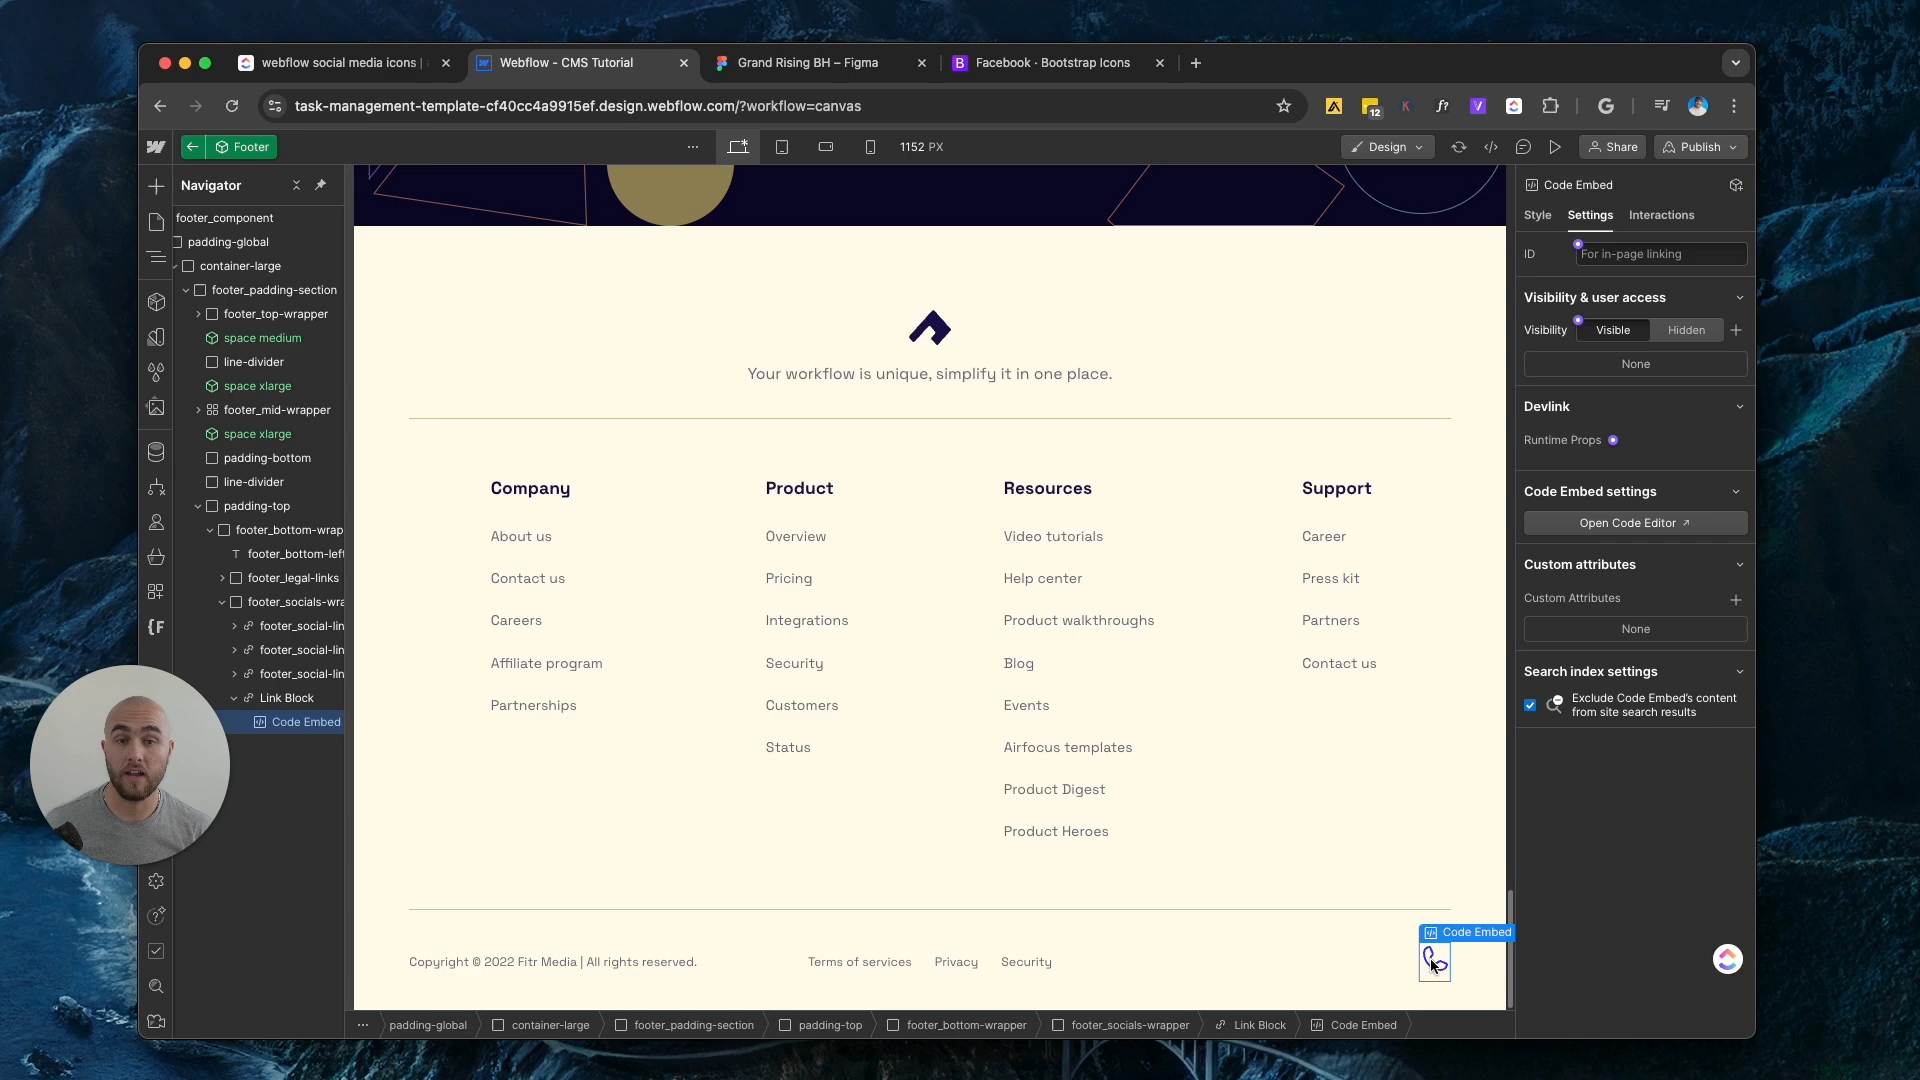 webflow social media icons |
Webflow - CMS Tutorial
Grand Rising BH – Figma
Facebook · Bootstrap Icons
task-management-template-cf40cc4a9915ef.design.webflow.com/?workflow=canvas
12
K
f?
V
G
Footer
1152 PX
Design
Share
Publish
Navigator
footer_component
padding-global
container-large
footer_padding-section
footer_top-wrapper
space medium
line-divider
space xlarge
footer_mid-wrapper
space xlarge
padding-bottom
line-divider
padding-top
footer_bottom-wrap
footer_bottom-left
footer_legal-links
footer_socials-wra
footer_social-lin
footer_social-lin
footer_social-lin
Link Block
Code Embed
Your workflow is unique, simplify it in one place.
Company
About us
Contact us
Careers
Affiliate program
Partnerships
Product
Overview
Pricing
Integrations
Security
Customers
Status
Resources
Video tutorials
Help center
Product walkthroughs
Blog
Events
Airfocus templates
Product Digest
Product Heroes
Support
Career
Press kit
Partners
Contact us
Code Embed
Copyright © 2022 Fitr Media | All rights reserved.
Terms of services
Privacy
Security
... padding-global container-large footer_padding-section padding-top footer_bottom-wrapper footer_socials-wrapper Link Block Code Embed
Code Embed
Style Settings Interactions
ID For in-page linking
Visibility & user access
Visibility Visible Hidden
None
Devlink
Runtime Props
Code Embed settings
Open Code Editor
Custom attributes
Custom Attributes
None
Search index settings
Exclude Code Embed's content
from site search results